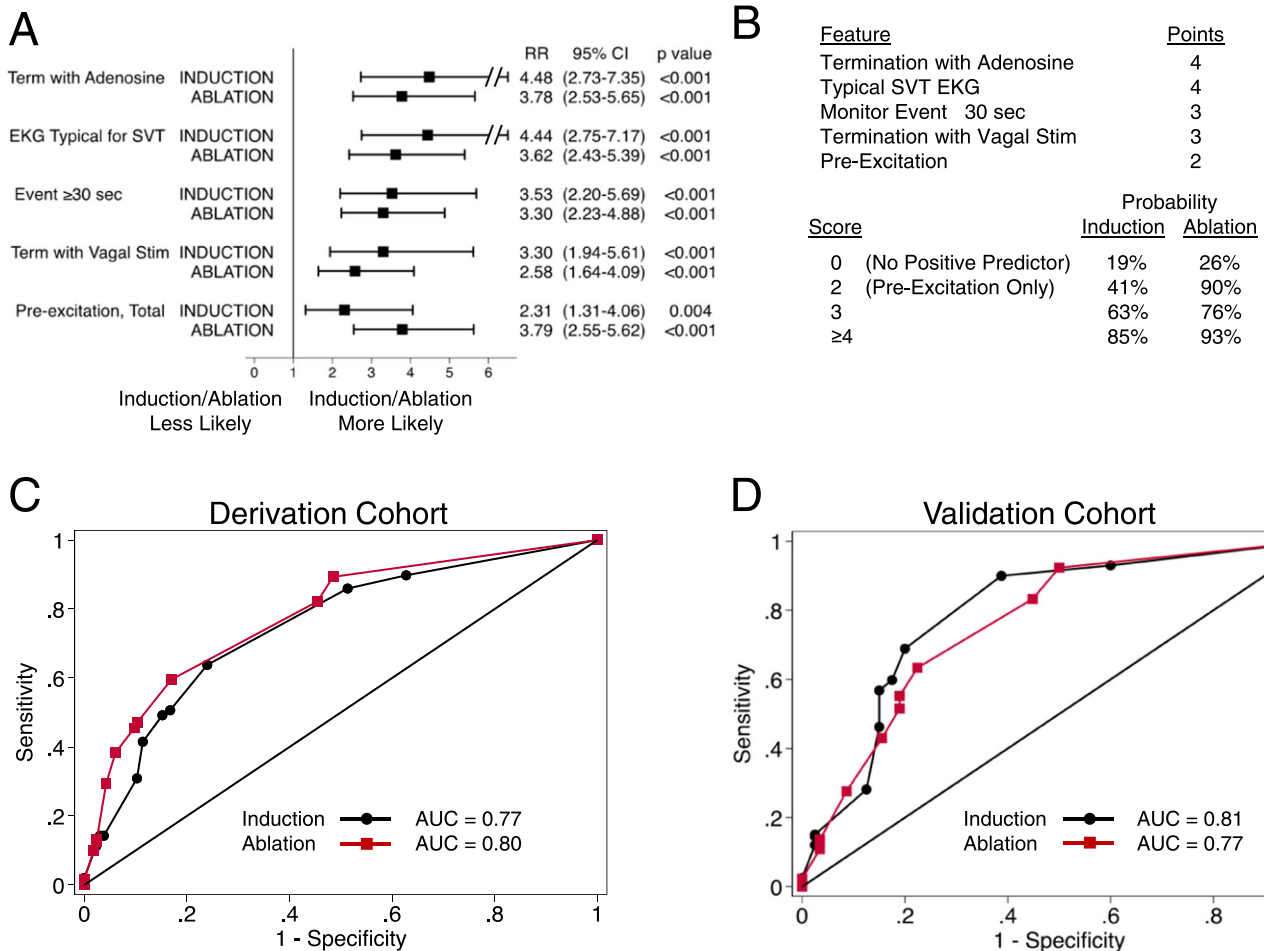 A
RR 95% CI p value
Term with Adenosine INDUCTION 4.48 (2.73-7.35) <0.001
ABLATION 3.78 (2.53-5.65) <0.001
EKG Typical for SVT INDUCTION 4.44 (2.75-7.17) <0.001
ABLATION 3.62 (2.43-5.39) <0.001
Event ≥30 sec INDUCTION 3.53 (2.20-5.69) <0.001
ABLATION 3.30 (2.23-4.88) <0.001
Term with Vagal Stim INDUCTION 3.30 (1.94-5.61) <0.001
ABLATION 2.58 (1.64-4.09) <0.001
Pre-excitation, Total INDUCTION 2.31 (1.31-4.06) 0.004
ABLATION 3.79 (2.55-5.62) <0.001
0 1 2 3 4 5 6
Induction/Ablation Induction/Ablation
Less Likely More Likely
B
Feature Points
Termination with Adenosine 4
Typical SVT EKG 4
Monitor Event 30 sec 3
Termination with Vagal Stim 3
Pre-Excitation 2
Probability
Score Induction Ablation
0 (No Positive Predictor) 19% 26%
2 (Pre-Excitation Only) 41% 90%
3 63% 76%
≥4 85% 93%
C
Derivation Cohort
1
.8
.6
.4
.2
0
Sensitivity
Induction AUC = 0.77
Ablation AUC = 0.80
0 .2 .4 .6 .8 1
1 - Specificity
D
Validation Cohort
1
.8
.6
.4
.2
0
Sensitivity
Induction AUC = 0.81
Ablation AUC = 0.77
0 .2 .4 .6 .8
1 - Specificity